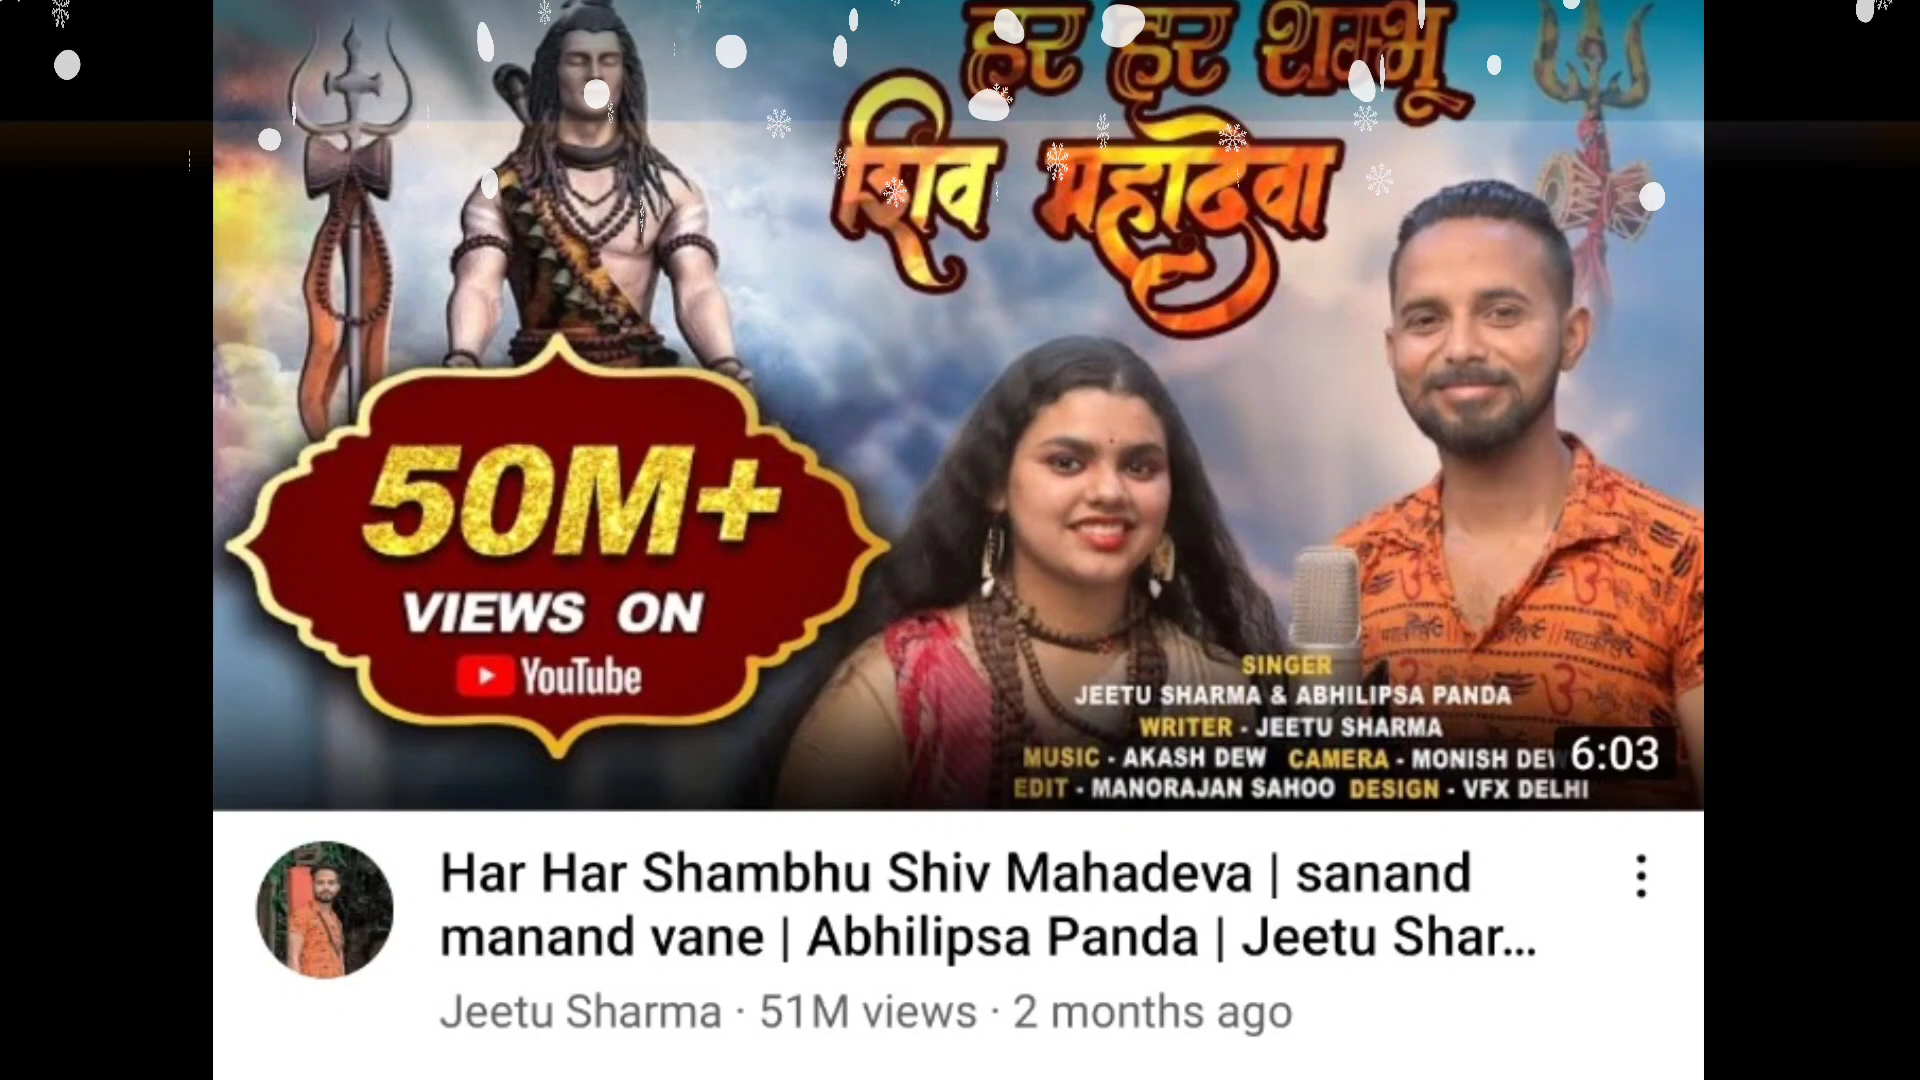 हर हर शम्भू
शिव महादेवा
50M+
VIEWS ON
YouTube
SINGER
JEETU SHARMA & ABHILIPSA PANDA
WRITER - JEETU SHARMA
MUSIC - AKASH DEW CAMERA - MONISH
6:03
EDIT - MANORAJAN SAHOO DESIGN - VFX DELHI
Har Har Shambhu Shiv Mahadeva | sanand
manand vane | Abhilipsa Panda | Jeetu Shar...
Jeetu Sharma · 51M views · 2 months ago